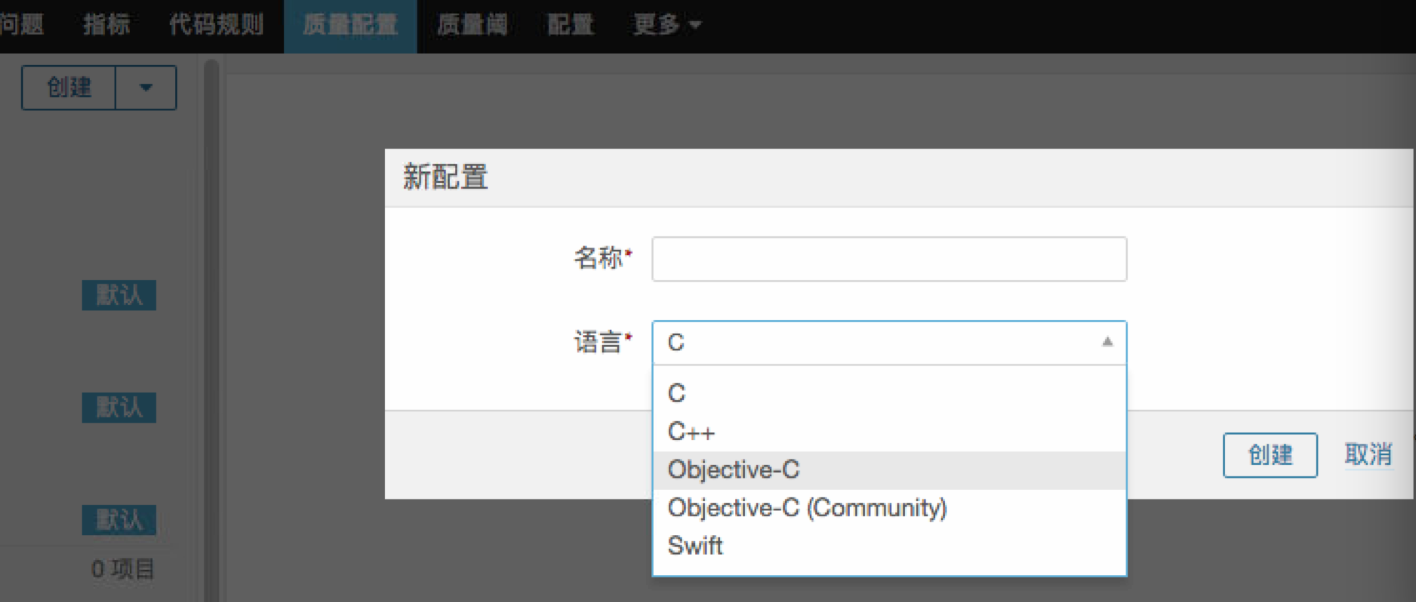 问题 指标 代码规则 质量配置 质量阈 配置 更多
创建
新配置
名称*
默认
语言* C
C
默认
C++
Objective-C
创建 取消
Objective-C (Community)
默认
Swift
0 项目